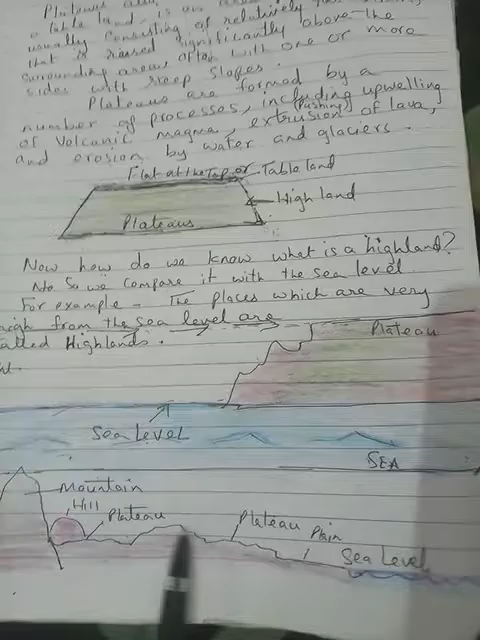 Plateaus also
a table land, is an area
usually consisting of relatively
that is raised significantly above the
surrounding areas often with one or more
sides with steep slopes.
Plateaus are formed by a
number of processes, including upwelling
(Pushing)
of volcanic magma, extrusion of lava,
and erosion by water and glaciers.
Flat at the top or Table land
High land
Plateaus
Now how do we know what is a highland?
No So we compare it with the sea level
For example - The places which are very
high from the sea level are
called Highlands.
Plateau
Sea LEVEL
SEA
Mountain
Hill
Plateau
Plateau
Plain
Sea Level